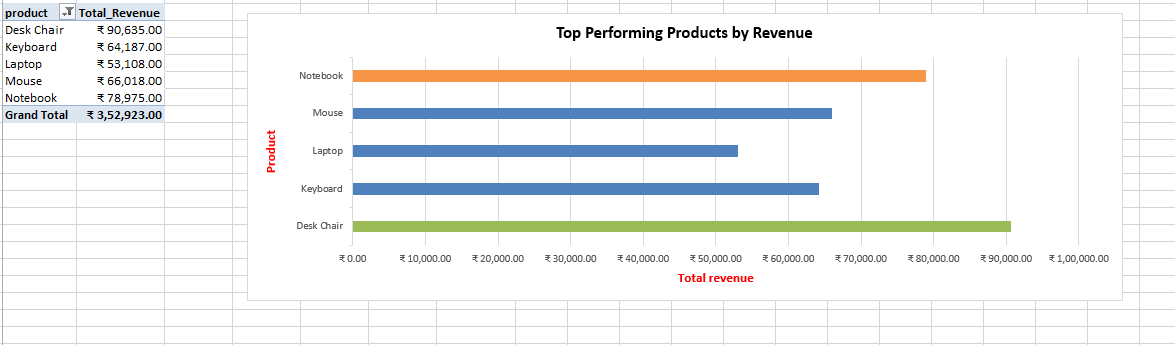 product Total_Revenue
Desk Chair ₹ 90,635.00
Keyboard ₹ 64,187.00
Laptop ₹ 53,108.00
Mouse ₹ 66,018.00
Notebook ₹ 78,975.00
Grand Total ₹ 3,52,923.00
Top Performing Products by Revenue
Product
Notebook
Mouse
Laptop
Keyboard
Desk Chair
₹ 0.00 ₹ 10,000.00 ₹ 20,000.00 ₹ 30,000.00 ₹ 40,000.00 ₹ 50,000.00 ₹ 60,000.00 ₹ 70,000.00 ₹ 80,000.00 ₹ 90,000.00 ₹ 1,00,000.00
Total revenue